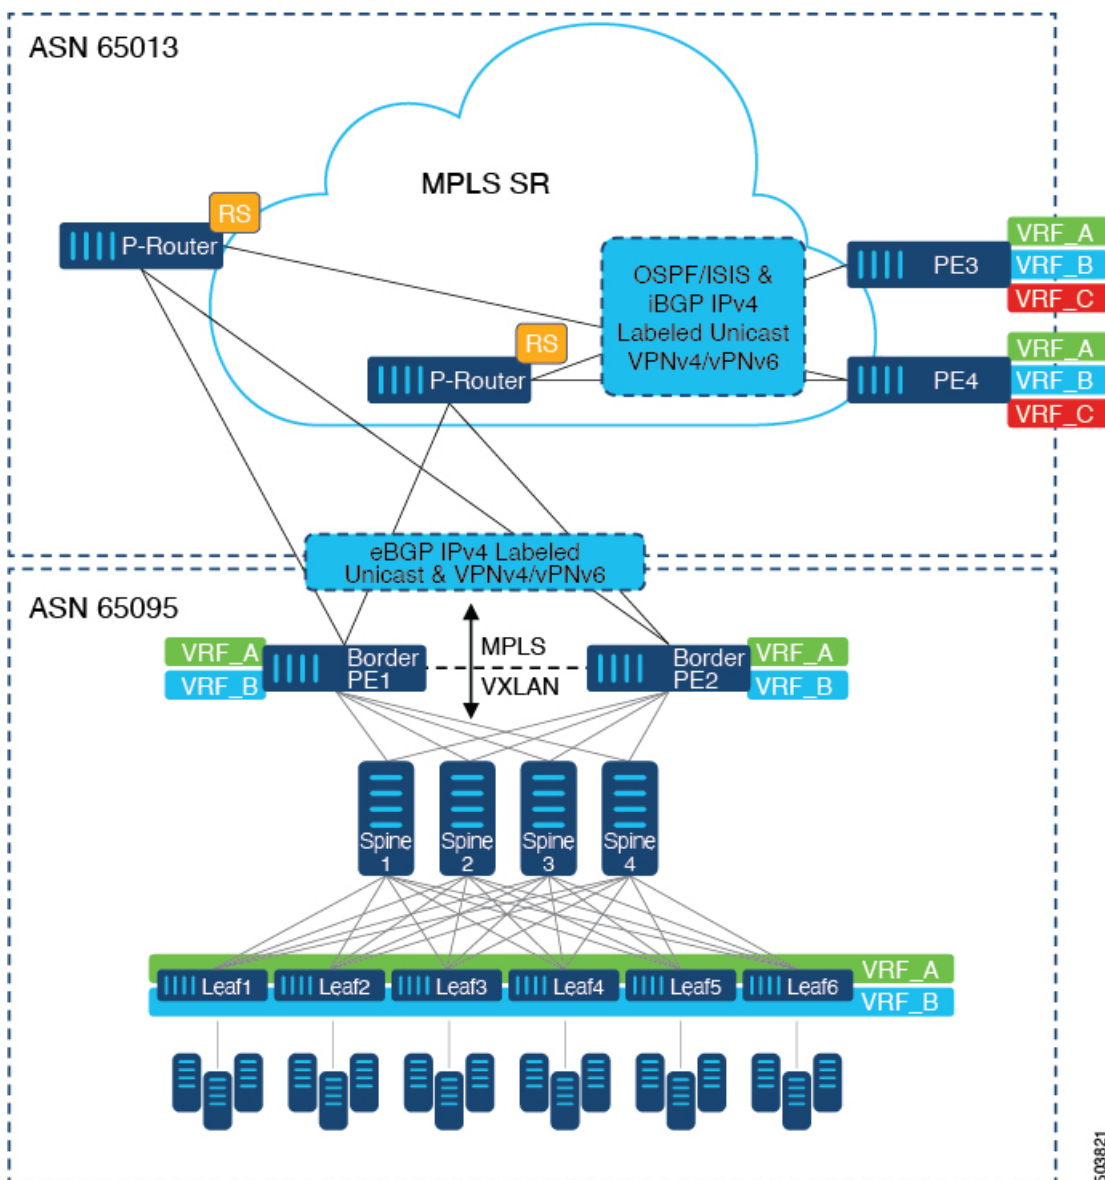 ASN 65013
MPLS SR
RS
P-Router
OSPF/ISIS &
iBGP IPv4
Labeled Unicast
VPNv4/vPNv6
PE3
VRF_A
VRF_B
VRF_C
RS
P-Router
PE4
VRF_A
VRF_B
VRF_C
eBGP IPv4 Labeled
Unicast & VPNv4/vPNv6
ASN 65095
VRF_A
VRF_B
Border
PE1
MPLS
VXLAN
Border
PE2
VRF_A
VRF_B
Spine
1
Spine
2
Spine
3
Spine
4
VRF_A
Leaf1
Leaf2
Leaf3
Leaf4
Leaf5
Leaf6
VRF_B
503821